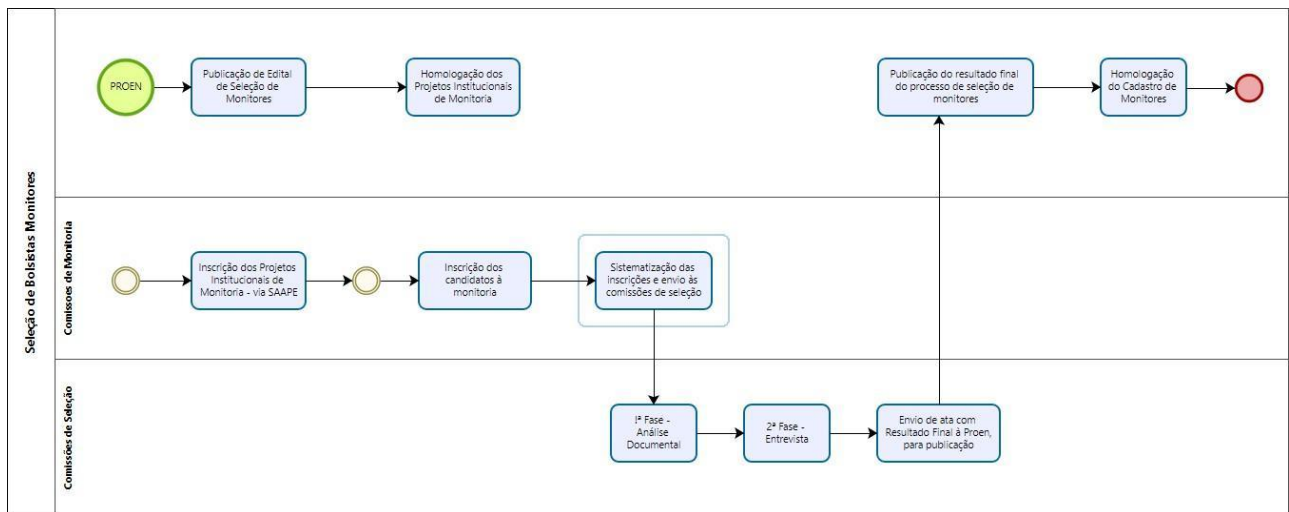 Seleção de Bolsistas Monitores
PROEN
Publicação de Edital
de Seleção de
Monitores
Homologação dos
Projetos Institucionais
de Monitoria
Publicação do resultado final
do processo de seleção de
monitores
Homologação
do Cadastro de
Monitores
Comissoes de Monitoria
Inscrição dos Projetos
Institucionais de
Monitoria - via SAAPE
Inscrição dos
candidatos à
monitoria
Sistematização das
inscrições e envio às
comissões de seleção
Comissões de Seleção
!ª Fase -
Análise
Documental
2ª Fase -
Entrevista
Envio de ata com
Resultado Final à Proen,
para publicação